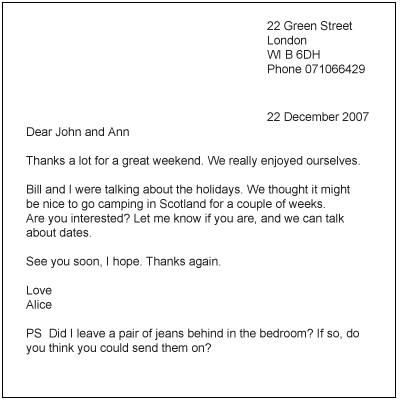 22 Green Street
London
WI B 6DH
Phone 071066429
22 December 2007
Dear John and Ann
Thanks a lot for a great weekend. We really enjoyed ourselves.
Bill and I were talking about the holidays. We thought it might
be nice to go camping in Scotland for a couple of weeks.
Are you interested? Let me know if you are, and we can talk
about dates.
See you soon, I hope. Thanks again.
Love
Alice
PS  Did I leave a pair of jeans behind in the bedroom? If so, do
you think you could send them on?